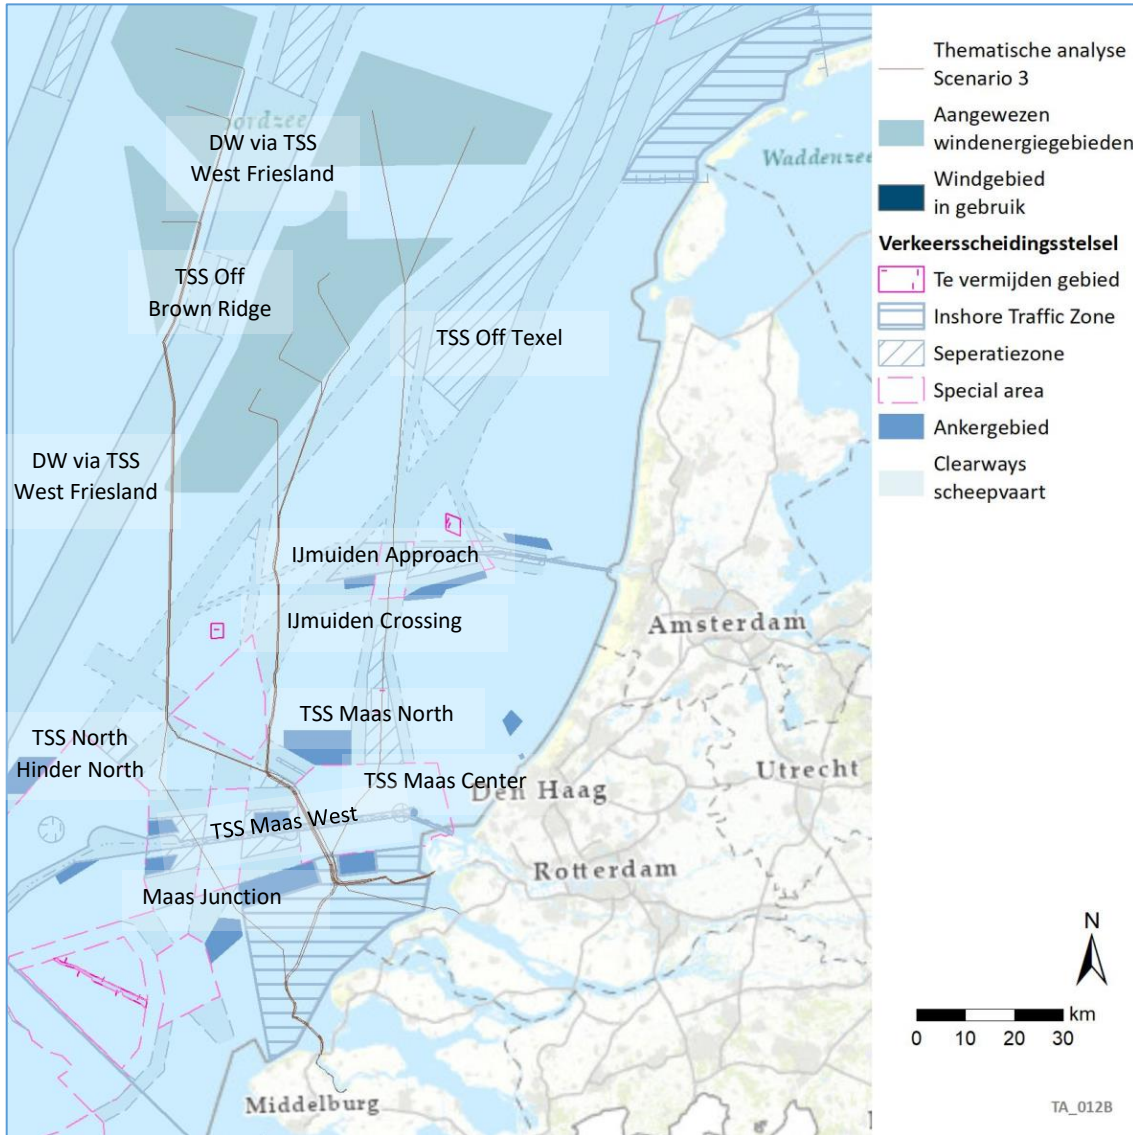 Noordzee
DW via TSS
West Friesland
Waddenzee
TSS Off
Brown Ridge
TSS Off Texel
DW via TSS
West Friesland
IJmuiden Approach
IJmuiden Crossing
Amsterdam
TSS Maas North
TSS North
Hinder North
TSS Maas Center
Utrecht
Den Haag
TSS Maas West
Rotterdam
Maas Junction
Middelburg
Thematische analyse
Scenario 3
Aangewezen
windenergiegebieden
Windgebied
in gebruik
Verkeersscheidingsstelsel
Te vermijden gebied
Inshore Traffic Zone
Seperatiezone
Special area
Ankergebied
Clearways
scheepvaart
N
km
0 10 20 30
TA_012B